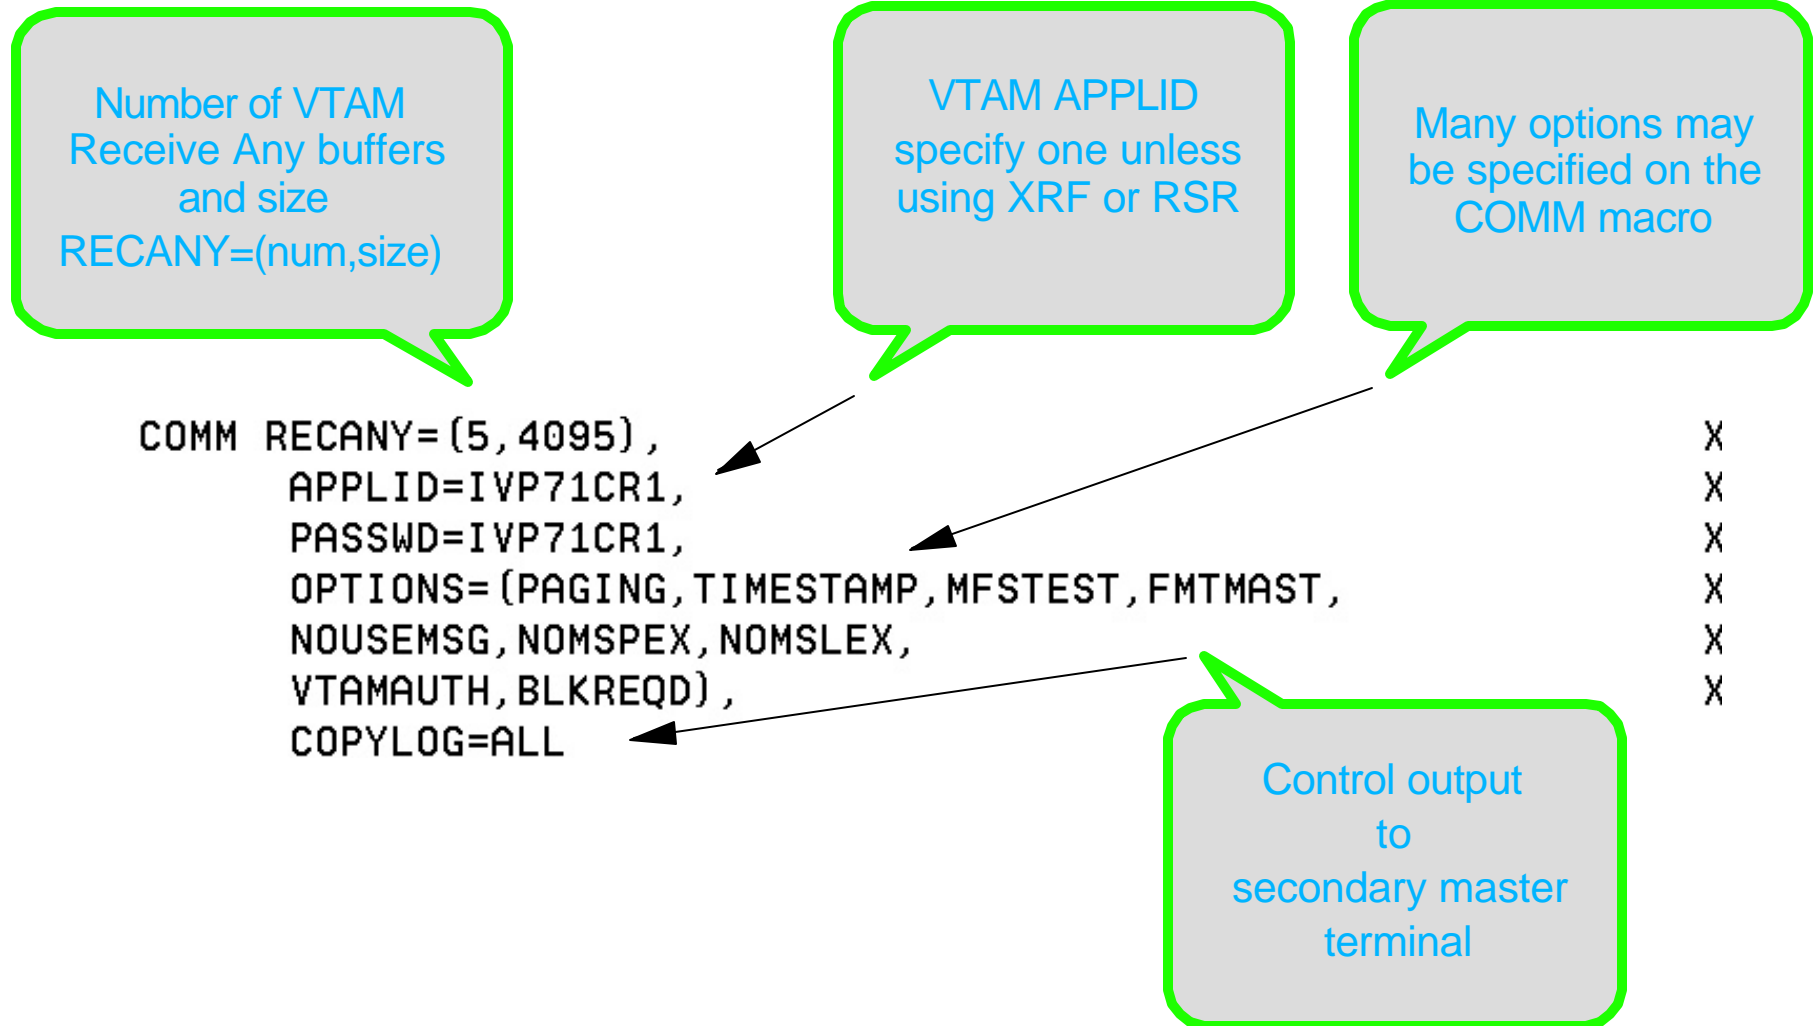 Number of VTAM
Receive Any buffers
and size
RECANY=(num,size)
VTAM APPLID
specify one unless
using XRF or RSR
Many options may
be specified on the
COMM macro
COMM RECANY=(5,4095), X
APPLID=IVP71CR1, X
PASSWD=IVP71CR1, X
OPTIONS=(PAGING,TIMESTAMP,MFSTEST,FMTMAST, X
NOUSEMSG,NOMSPEX,NOMSLEX, X
VTAMAUTH,BLKREQD), X
COPYLOG=ALL
Control output
to
secondary master
terminal